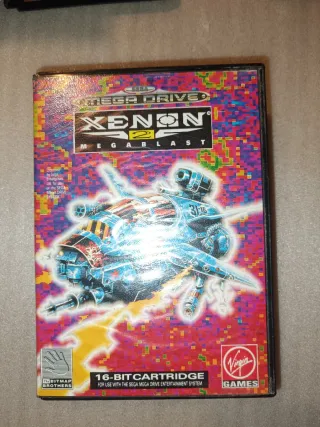 SEGA
MEGA DRIVE
XENON
2
MEGABLAST
16-BIT CARTRIDGE
FOR USE WITH THE SEGA MEGA DRIVE ENTERTAINMENT SYSTEM
THE BITMAP
BROTHERS
Virgin
GAMES